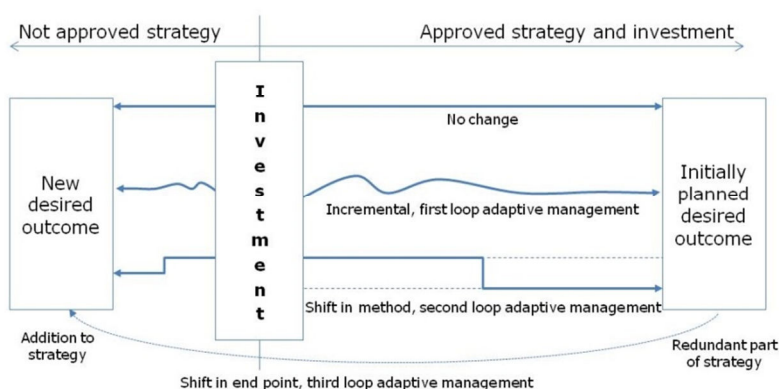 Not approved strategy
Approved strategy and investment
Investment
No change
New
desired
outcome
Initially
planned
desired
outcome
Incremental, first loop adaptive management
Shift in method, second loop adaptive management
Addition to
strategy
Redundant part
of strategy
Shift in end point, third loop adaptive management